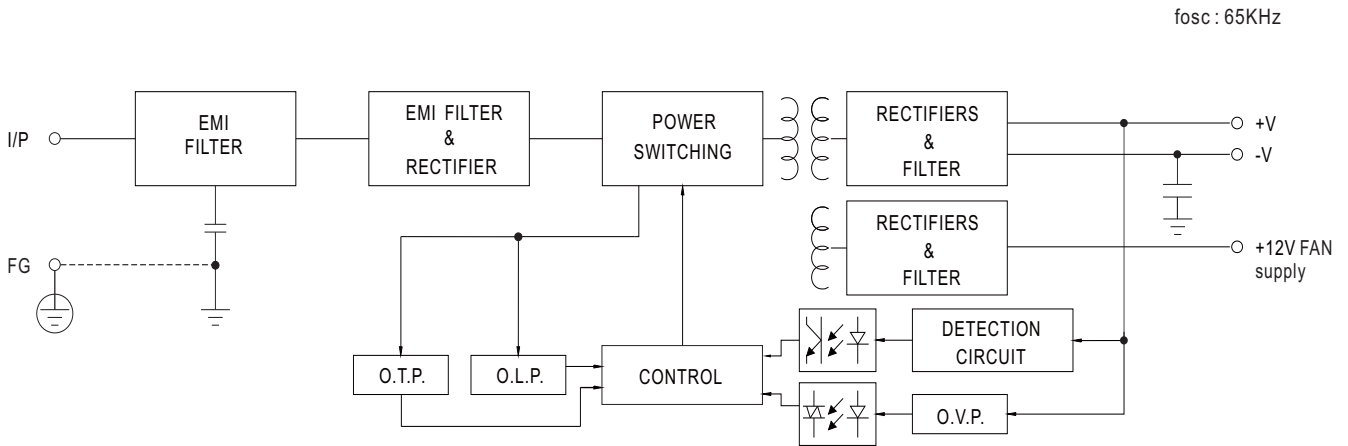 fosc : 65KHz
I/P
EMI
FILTER
EMI FILTER
&
RECTIFIER
POWER
SWITCHING
RECTIFIERS
&
FILTER
+V
-V
RECTIFIERS
&
FILTER
+12V FAN
supply
FG
O.T.P.
O.L.P.
CONTROL
DETECTION
CIRCUIT
O.V.P.